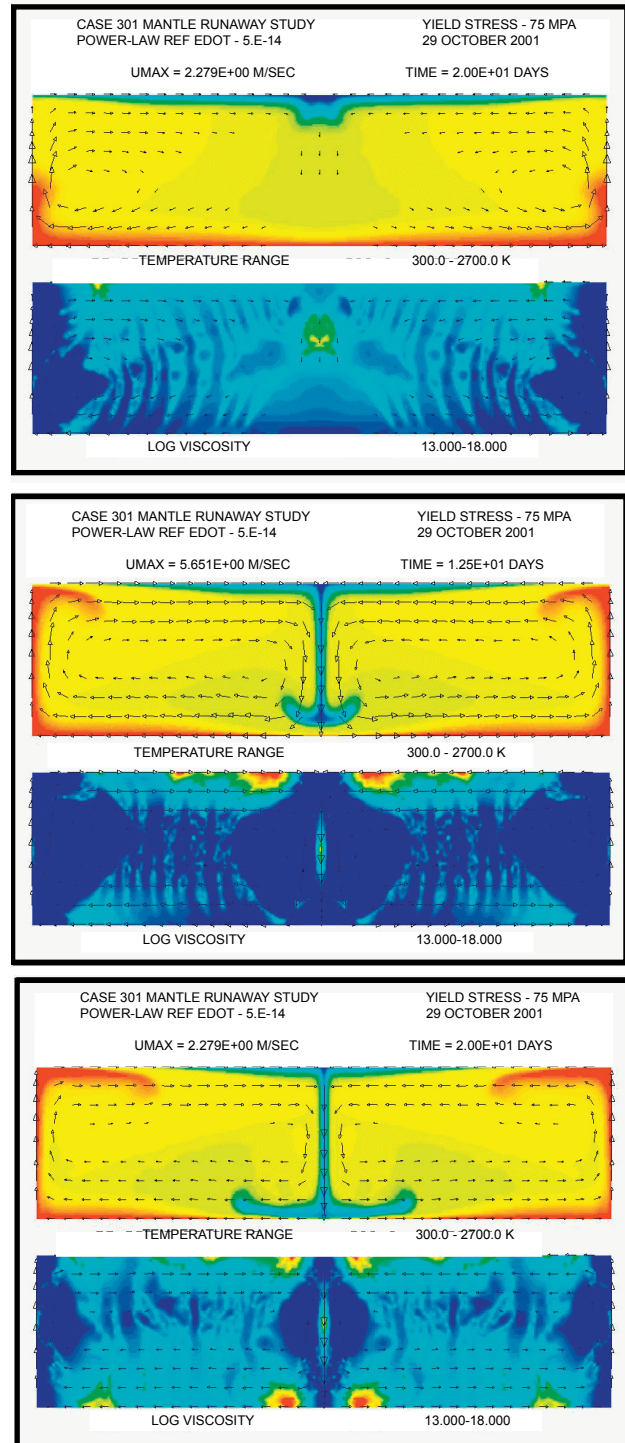 CASE 301 MANTLE RUNAWAY STUDY YIELD STRESS - 75 MPA
POWER-LAW REF EDOT - 5.E-14 29 OCTOBER 2001
UMAX = 2.279E+00 M/SEC TIME = 2.00E+01 DAYS
TEMPERATURE RANGE 300.0 - 2700.0 K
LOG VISCOSITY 13.000-18.000
CASE 301 MANTLE RUNAWAY STUDY YIELD STRESS - 75 MPA
POWER-LAW REF EDOT - 5.E-14 29 OCTOBER 2001
UMAX = 5.651E+00 M/SEC TIME = 1.25E+01 DAYS
TEMPERATURE RANGE 300.0 - 2700.0 K
LOG VISCOSITY 13.000-18.000
CASE 301 MANTLE RUNAWAY STUDY YIELD STRESS - 75 MPA
POWER-LAW REF EDOT - 5.E-14 29 OCTOBER 2001
UMAX = 2.279E+00 M/SEC TIME = 2.00E+01 DAYS
TEMPERATURE RANGE 300.0 - 2700.0 K
LOG VISCOSITY 13.000-18.000